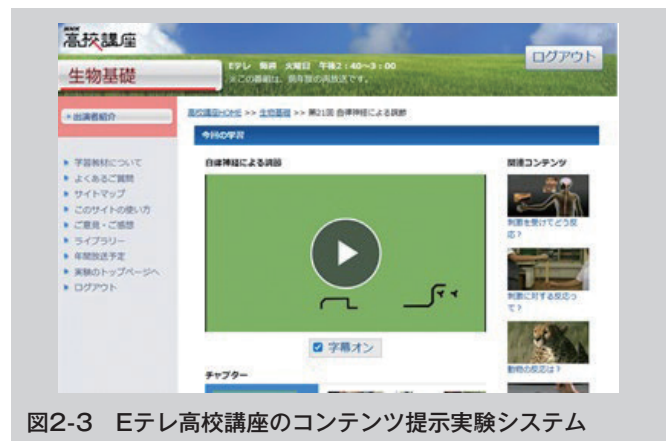 NHK
高校講座
生物基礎
Eテレ 毎週 火曜日 午後2:40〜3:00
※この番組は、前年度の再放送です。
ログアウト
出演者紹介
高校講座HOME >> 生物基礎 >> 第21回 自律神経による調節
今回の学習
学習教材について
よくあるご質問
サイトマップ
このサイトの使い方
ご意見・ご感想
ライブラリー
年間放送予定
実験のトップページへ
ログアウト
自律神経による調節
字幕オン
チャプター
関連コンテンツ
刺激を受けてどう反
応?
刺激に対する反応っ
て?
動物の反応は?
図2-3 Eテレ高校講座のコンテンツ提示実験システム